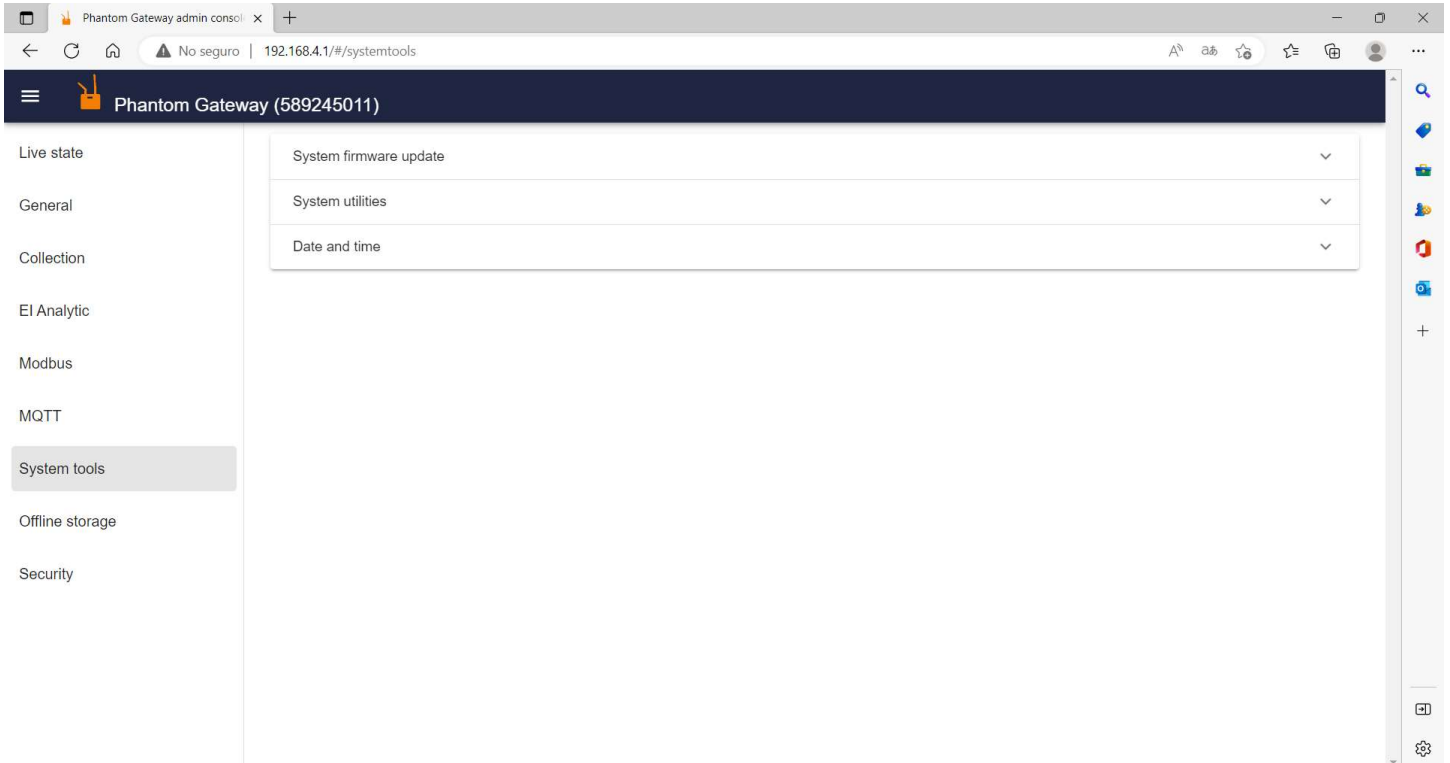 Phantom Gateway admin consol
No seguro | 192.168.4.1/#/systemtools
Phantom Gateway (589245011)
Live state
General
Collection
EI Analytic
Modbus
MQTT
System tools
Offline storage
Security
System firmware update
System utilities
Date and time